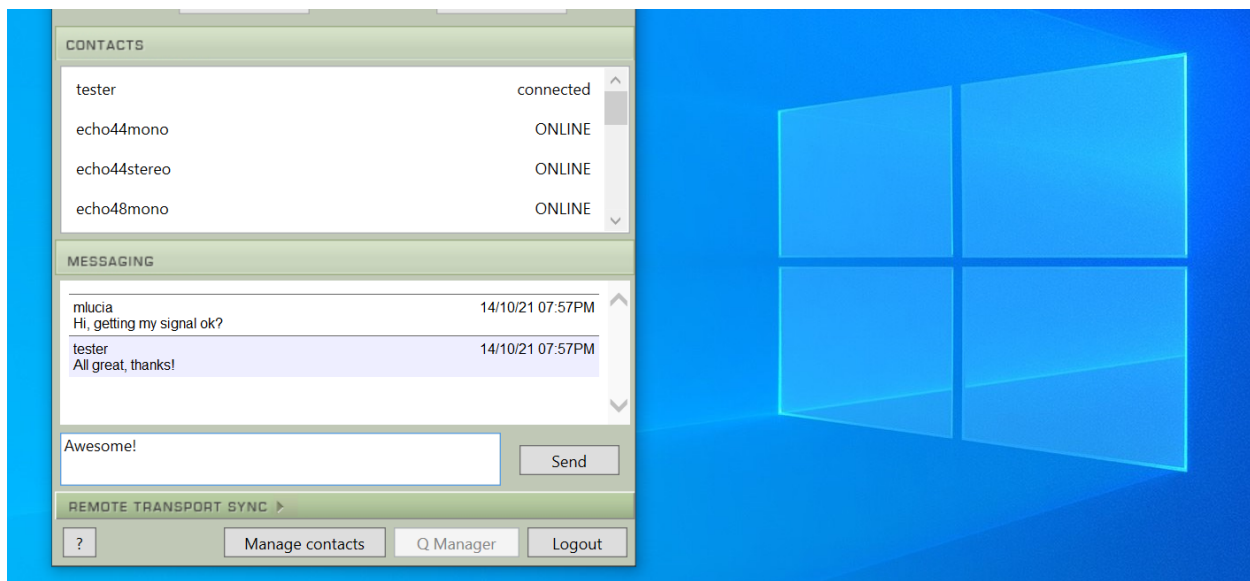 CONTACTS
tester connected
echo44mono ONLINE
echo44stereo ONLINE
echo48mono ONLINE
MESSAGING
mlucia 14/10/21 07:57PM
Hi, getting my signal ok?
tester 14/10/21 07:57PM
All great, thanks!
Awesome!
Send
REMOTE TRANSPORT SYNC
? Manage contacts Q Manager Logout